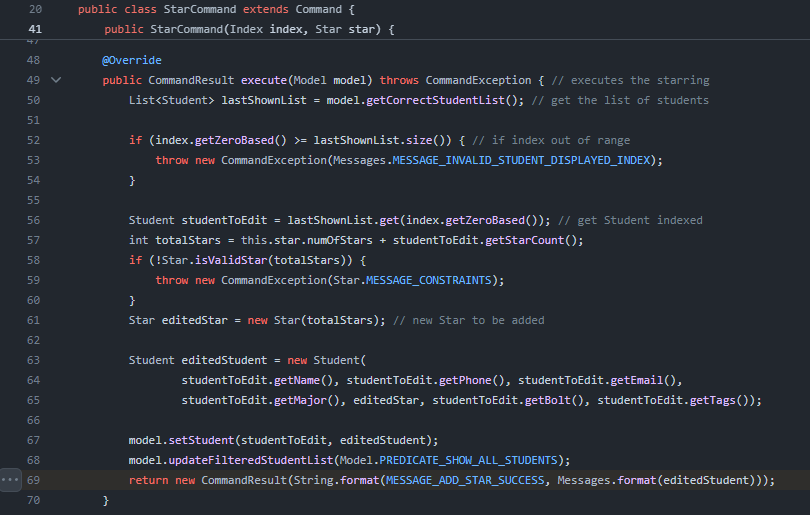 20 public class StarCommand extends Command {
41 public StarCommand(Index index, Star star) {
47
48 @Override
49 public CommandResult execute(Model model) throws CommandException { // executes the starring
50 List<Student> lastShownList = model.getCorrectStudentList(); // get the list of students
51
52 if (index.getZeroBased() >= lastShownList.size()) { // if index out of range
53 throw new CommandException(Messages.MESSAGE_INVALID_STUDENT_DISPLAYED_INDEX);
54 }
55
56 Student studentToEdit = lastShownList.get(index.getZeroBased()); // get Student indexed
57 int totalStars = this.star.numOfStars + studentToEdit.getStarCount();
58 if (!Star.isValidStar(totalStars)) {
59 throw new CommandException(Star.MESSAGE_CONSTRAINTS);
60 }
61 Star editedStar = new Star(totalStars); // new Star to be added
62
63 Student editedStudent = new Student(
64 studentToEdit.getName(), studentToEdit.getPhone(), studentToEdit.getEmail(),
65 studentToEdit.getMajor(), editedStar, studentToEdit.getBolt(), studentToEdit.getTags());
66
67 model.setStudent(studentToEdit, editedStudent);
68 model.updateFilteredStudentList(Model.PREDICATE_SHOW_ALL_STUDENTS);
69 return new CommandResult(String.format(MESSAGE_ADD_STAR_SUCCESS, Messages.format(editedStudent)));
70 }